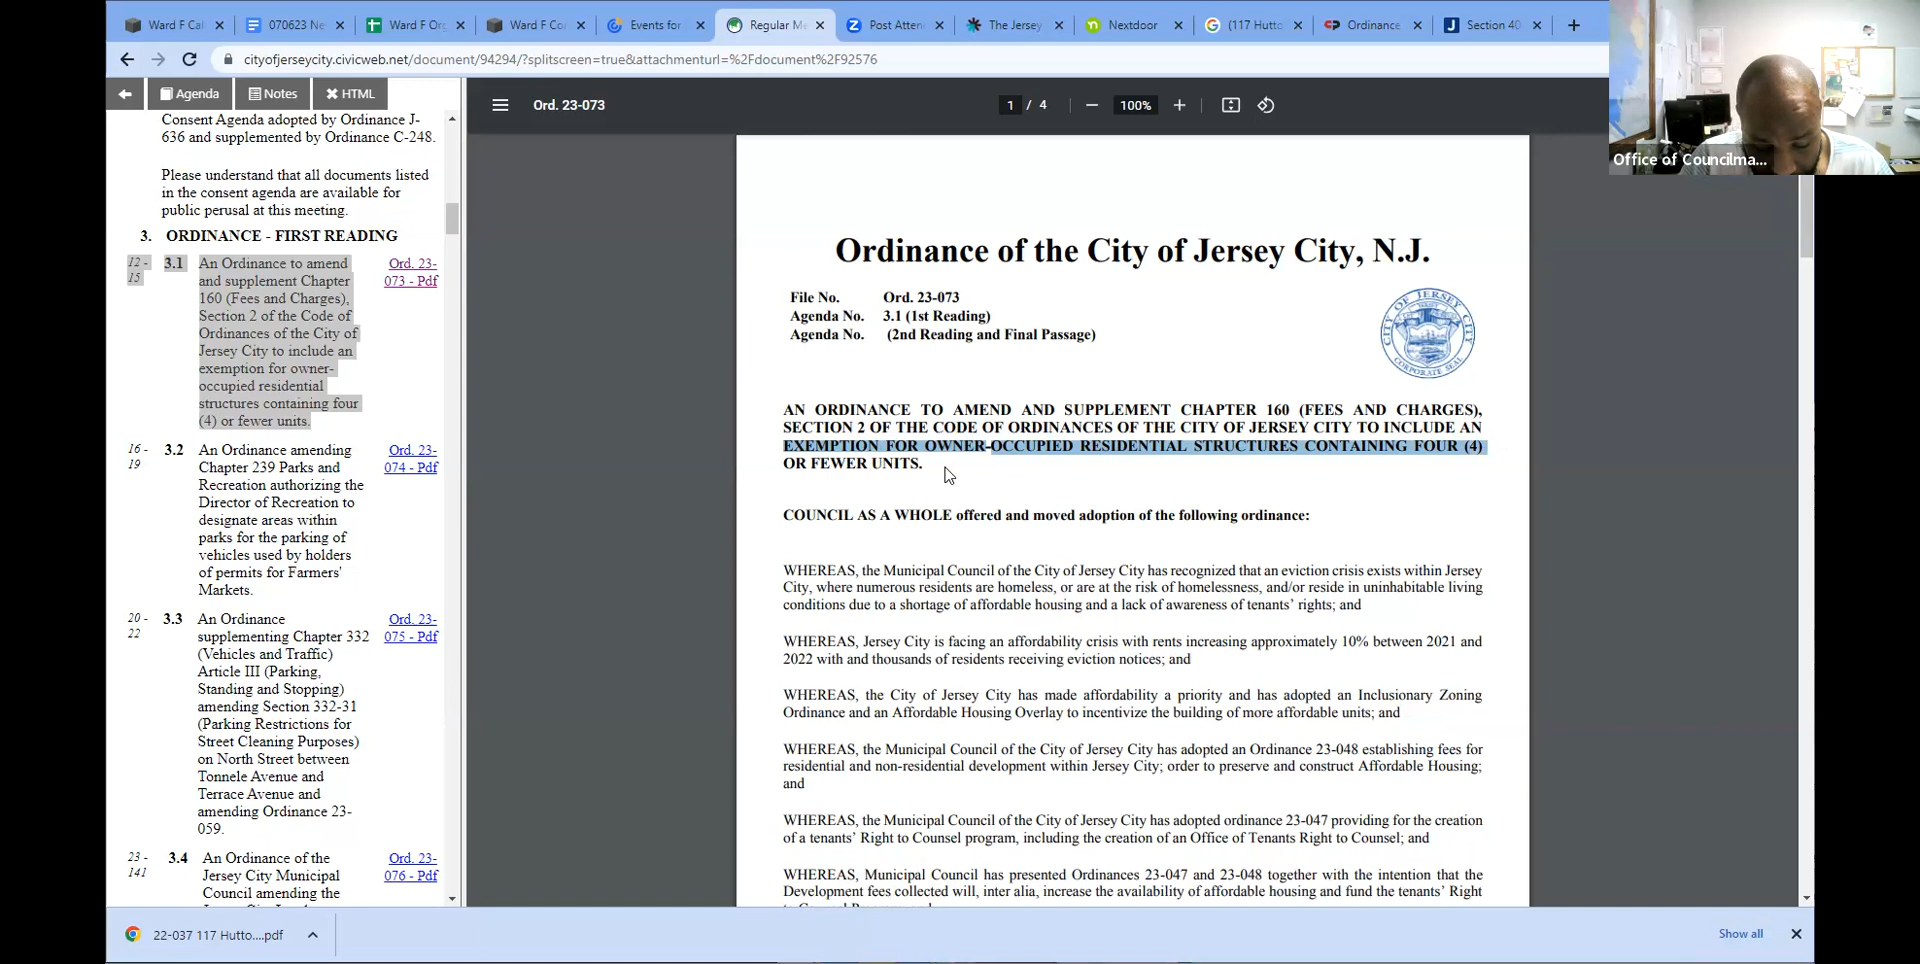 Ward F Cal
070623 Ne
Ward F Org
Ward F Co
Events for
Regular Me
Post Atten
The Jersey
Nextdoor
(117 Hutto
Ordinance
Section 40
cityofjerseycity.civicweb.net/document/94294/?splitscreen=true&attachmenturl=%2Fdocument%2F92576
Agenda
Notes
HTML
Consent Agenda adopted by Ordinance J-
636 and supplemented by Ordinance C-248.
Please understand that all documents listed
in the consent agenda are available for
public perusal at this meeting.
3. ORDINANCE - FIRST READING
12 -
15
3.1 An Ordinance to amend
and supplement Chapter
160 (Fees and Charges),
Section 2 of the Code of
Ordinances of the City of
Jersey City to include an
exemption for owner-
occupied residential
structures containing four
(4) or fewer units.
Ord. 23-
073 - Pdf
16 -
19
3.2 An Ordinance amending
Chapter 239 Parks and
Recreation authorizing the
Director of Recreation to
designate areas within
parks for the parking of
vehicles used by holders
of permits for Farmers'
Markets.
Ord. 23-
074 - Pdf
20 -
22
3.3 An Ordinance
supplementing Chapter 332
(Vehicles and Traffic)
Article III (Parking,
Standing and Stopping)
amending Section 332-31
(Parking Restrictions for
Street Cleaning Purposes)
on North Street between
Tonnele Avenue and
Terrace Avenue and
amending Ordinance 23-
059.
Ord. 23-
075 - Pdf
23 -
141
3.4 An Ordinance of the
Jersey City Municipal
Council amending the
Ord. 23-
076 - Pdf
Ord. 23-073
1 / 4
100%
Ordinance of the City of Jersey City, N.J.
File No. Ord. 23-073
Agenda No. 3.1 (1st Reading)
Agenda No. (2nd Reading and Final Passage)
CITY OF JERSEY CITY
CORPORATE SEAL
AN ORDINANCE TO AMEND AND SUPPLEMENT CHAPTER 160 (FEES AND CHARGES),
SECTION 2 OF THE CODE OF ORDINANCES OF THE CITY OF JERSEY CITY TO INCLUDE AN
EXEMPTION FOR OWNER-OCCUPIED RESIDENTIAL STRUCTURES CONTAINING FOUR (4)
OR FEWER UNITS.
COUNCIL AS A WHOLE offered and moved adoption of the following ordinance:
WHEREAS, the Municipal Council of the City of Jersey City has recognized that an eviction crisis exists within Jersey
City, where numerous residents are homeless, or are at the risk of homelessness, and/or reside in uninhabitable living
conditions due to a shortage of affordable housing and a lack of awareness of tenants' rights; and
WHEREAS, Jersey City is facing an affordability crisis with rents increasing approximately 10% between 2021 and
2022 with and thousands of residents receiving eviction notices; and
WHEREAS, the City of Jersey City has made affordability a priority and has adopted an Inclusionary Zoning
Ordinance and an Affordable Housing Overlay to incentivize the building of more affordable units; and
WHEREAS, the Municipal Council of the City of Jersey City has adopted an Ordinance 23-048 establishing fees for
residential and non-residential development within Jersey City; order to preserve and construct Affordable Housing;
and
WHEREAS, the Municipal Council of the City of Jersey City has adopted ordinance 23-047 providing for the creation
of a tenants' Right to Counsel program, including the creation of an Office of Tenants Right to Counsel; and
WHEREAS, Municipal Council has presented Ordinances 23-047 and 23-048 together with the intention that the
Development fees collected will, inter alia, increase the availability of affordable housing and fund the tenants' Right
Office of Councilma...
22-037 117 Hutto....pdf
Show all